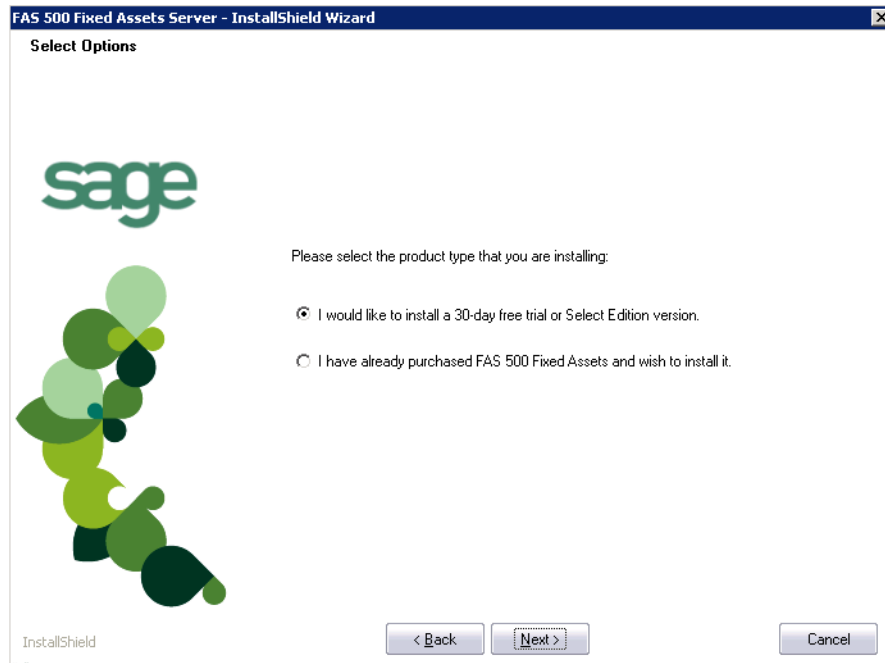 FAS 500 Fixed Assets Server - InstallShield Wizard
Select Options
sage
Please select the product type that you are installing:
I would like to install a 30-day free trial or Select Edition version.
I have already purchased FAS 500 Fixed Assets and wish to install it.
InstallShield
< Back
Next >
Cancel